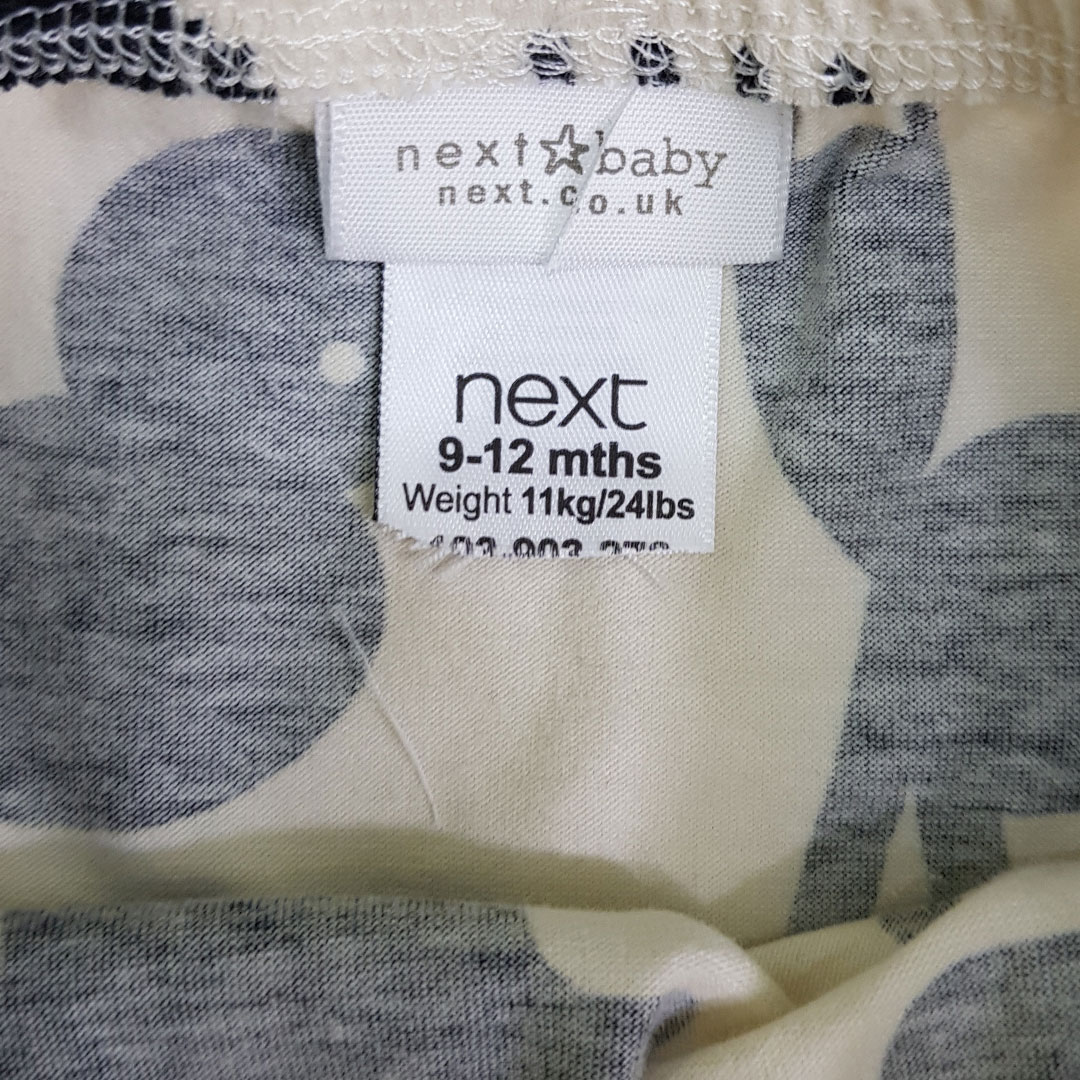 next☆baby
next.co.uk
next
9-12 mths
Weight 11kg/24lbs